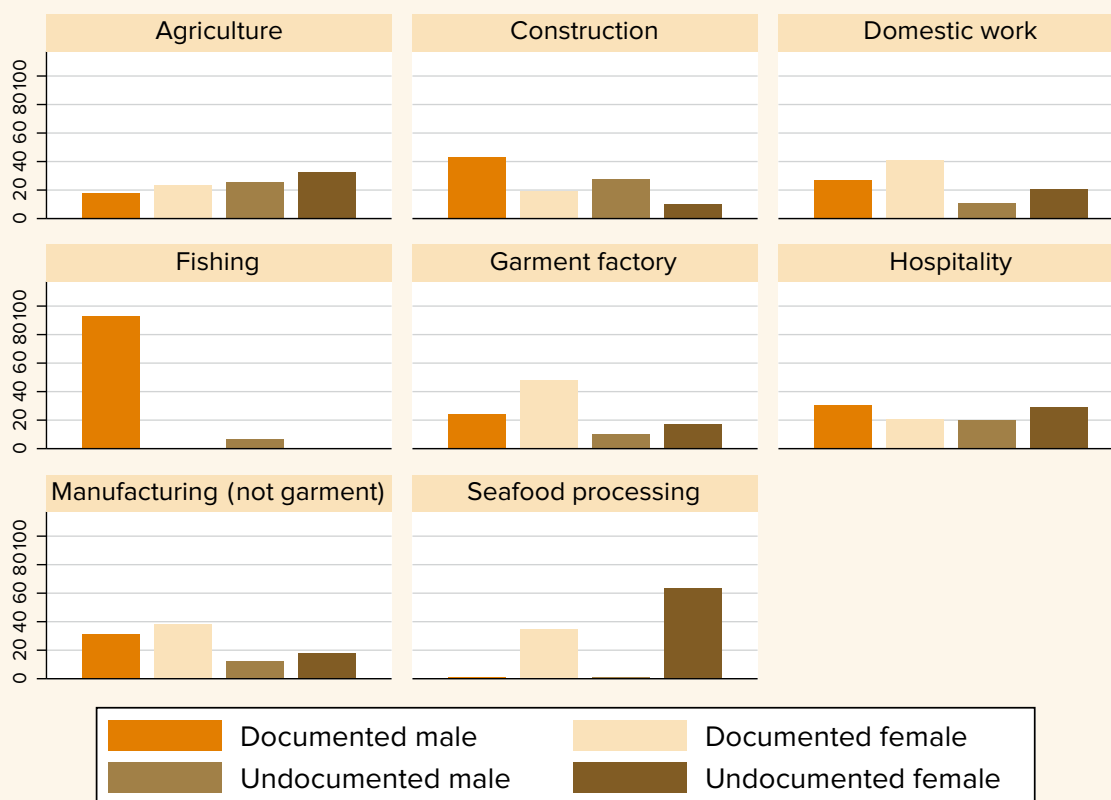 Agriculture Construction Domestic work
0 20 40 60 80 100
Fishing Garment factory Hospitality
0 20 40 60 80 100
Manufacturing (not garment) Seafood processing
0 20 40 60 80 100
Documented male Documented female
Undocumented male Undocumented female